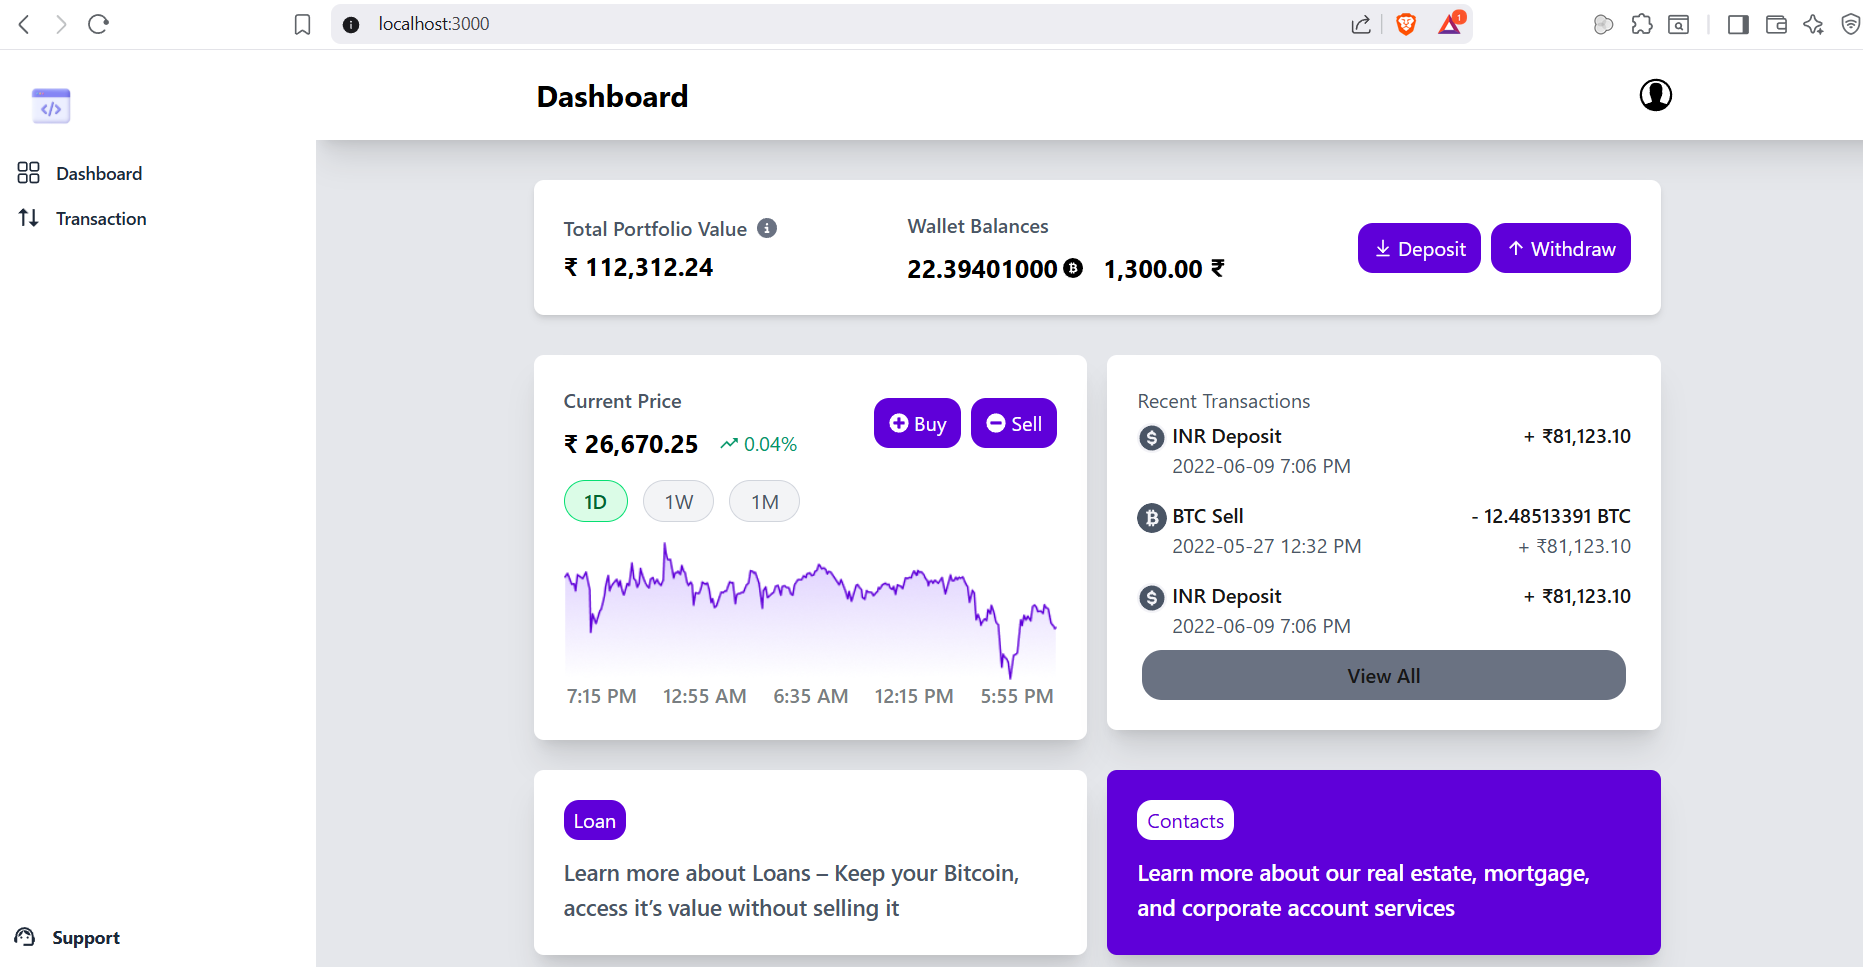 localhost:3000
1
</>
Dashboard
Dashboard
Transaction
Support
Total Portfolio Value
₹ 112,312.24
Wallet Balances
22.39401000 1,300.00 ₹
Deposit
Withdraw
Current Price
₹ 26,670.25 0.04%
Buy
Sell
1D 1W 1M
7:15 PM 12:55 AM 6:35 AM 12:15 PM 5:55 PM
Recent Transactions
INR Deposit + ₹81,123.10
2022-06-09 7:06 PM
BTC Sell - 12.48513391 BTC
2022-05-27 12:32 PM + ₹81,123.10
INR Deposit + ₹81,123.10
2022-06-09 7:06 PM
View All
Loan
Learn more about Loans – Keep your Bitcoin,
access it’s value without selling it
Contacts
Learn more about our real estate, mortgage,
and corporate account services